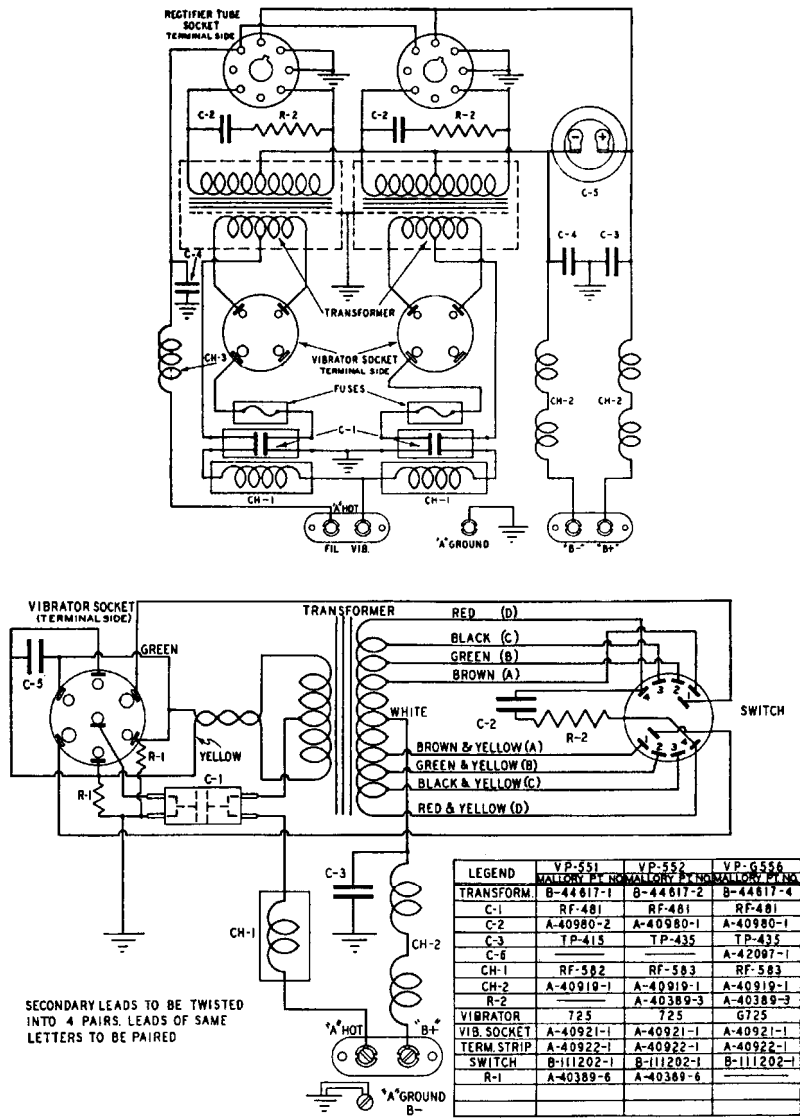 RECTIFIER TUBE
SOCKET
TERMINAL SIDE
C-2
R-2
C-2
R-2
− +
C-5
C-4
C-3
C-4
TRANSFORMER
CH-3
VIBRATOR SOCKET
TERMINAL SIDE
CH-2
CH-2
FUSES
C-1
CH-1
CH-1
"A" HOT
FIL VIB.
"A" GROUND
"B-" "B+"
VIBRATOR SOCKET
(TERMINAL SIDE)
TRANSFORMER
RED (D)
BLACK (C)
GREEN
GREEN (B)
BROWN (A)
C-5
4 3 2
WHITE
C-2
R-2
SWITCH
YELLOW
BROWN & YELLOW (A)
2 3 4
R-1
GREEN & YELLOW (B)
C-1
BLACK & YELLOW (C)
R-1
RED & YELLOW (D)
C-3
CH-1
CH-2
LEGEND VP-551 VP-552 VP-G556
MALLORY PT. NO. MALLORY PT. NO. MALLORY PT. NO.
TRANSFORM. B-44617-1 B-44617-2 B-44617-4
C-1 RF-481 RF-481 RF-481
C-2 A-40980-2 A-40980-1 A-40980-1
C-3 TP-415 TP-435 TP-435
C-6 A-42097-1
CH-1 RF-582 RF-583 RF-583
CH-2 A-40919-1 A-40919-1 A-40919-1
R-2 A-40389-3 A-40389-3
VIBRATOR 725 725 G725
VIB. SOCKET A-40921-1 A-40921-1 A-40921-1
TERM. STRIP A-40922-1 A-40922-1 A-40922-1
SWITCH B-111202-1 B-111202-1 B-111202-1
R-1 A-40389-6 A-40389-6
SECONDARY LEADS TO BE TWISTED
INTO 4 PAIRS. LEADS OF SAME
LETTERS TO BE PAIRED
"A" HOT "B+"
"A" GROUND
B-